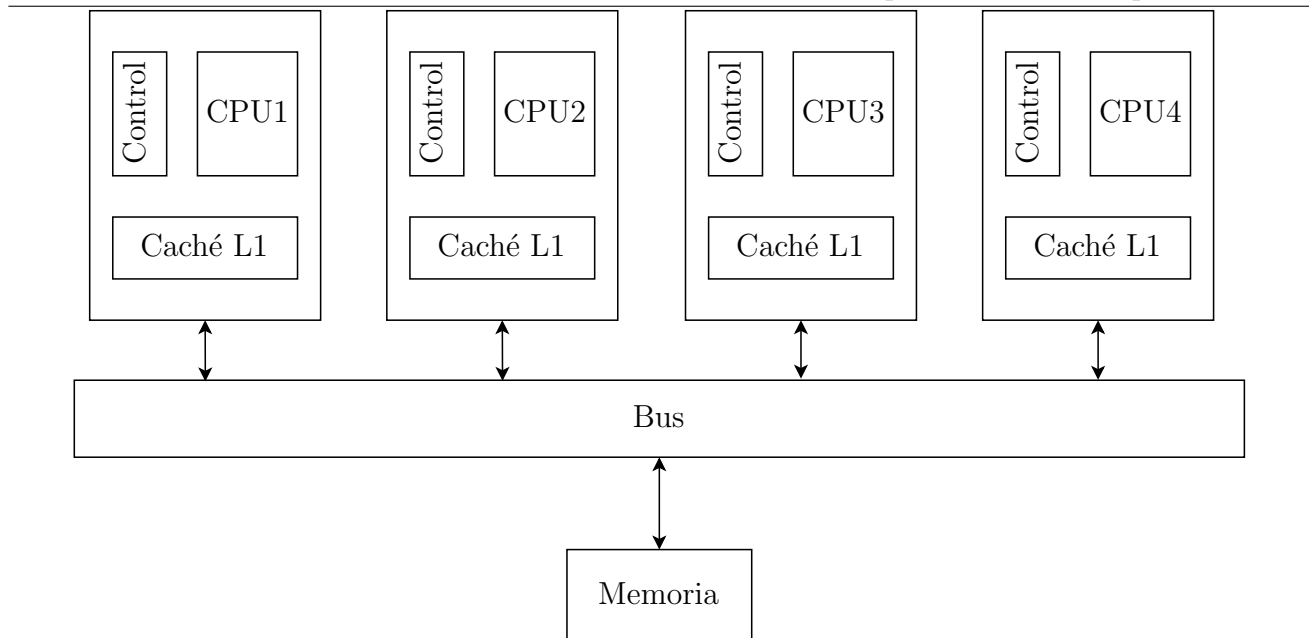 Control
CPU1
Caché L1
Control
CPU2
Caché L1
Control
CPU3
Caché L1
Control
CPU4
Caché L1
Bus
Memoria